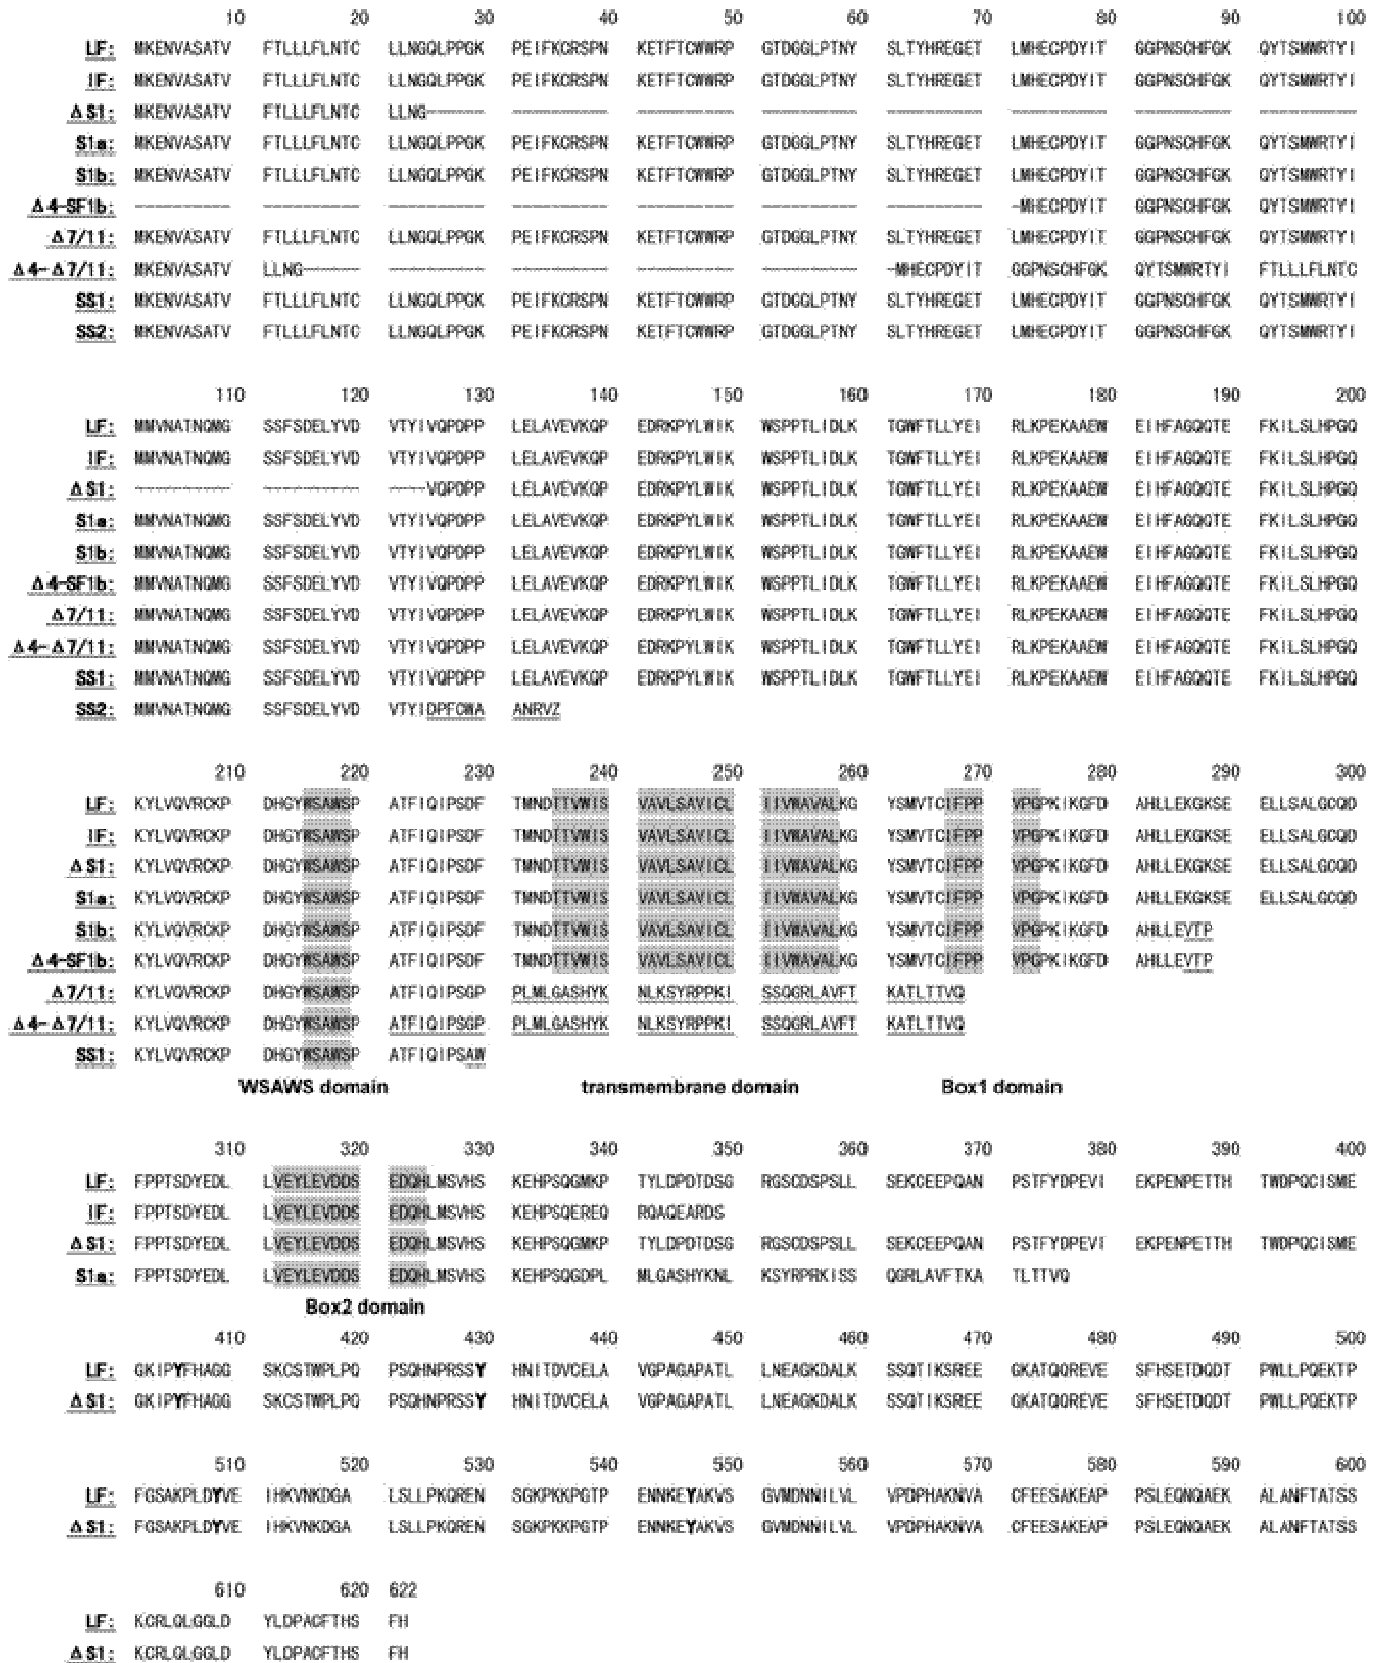 10 20 30 40 50 60 70 80 90 100
LF: MKENVASATV FTLLLFLNTC LLNGQLPPGK PEIFKCRSPN KETFTCWWRP GTDGGLPTNY SLTYHREGET LMHECPDYIT GGPNSCHFGK QYTSMWRTYI
IF: MKENVASATV FTLLLFLNTC LLNGQLPPGK PEIFKCRSPN KETFTCWWRP GTDGGLPTNY SLTYHREGET LMHECPDYIT GGPNSCHFGK QYTSMWRTYI
ΔS1: MKENVASATV FTLLLFLNTC LLNG------ ---------- ---------- ---------- ---------- ---------- ---------- ----------
S1a: MKENVASATV FTLLLFLNTC LLNGQLPPGK PEIFKCRSPN KETFTCWWRP GTDGGLPTNY SLTYHREGET LMHECPDYIT GGPNSCHFGK QYTSMWRTYI
S1b: MKENVASATV FTLLLFLNTC LLNGQLPPGK PEIFKCRSPN KETFTCWWRP GTDGGLPTNY SLTYHREGET LMHECPDYIT GGPNSCHFGK QYTSMWRTYI
Δ4-SF1b: ---------- ---------- ---------- ---------- ---------- ---------- ---------- -MHECPDYIT GGPNSCHFGK QYTSMWRTYI
Δ7/11: MKENVASATV FTLLLFLNTC LLNGQLPPGK PEIFKCRSPN KETFTCWWRP GTDGGLPTNY SLTYHREGET LMHECPDYIT GGPNSCHFGK QYTSMWRTYI
Δ4-Δ7/11: MKENVASATV LLNG------ ---------- ---------- ---------- ---------- -MHECPDYIT GGPNSCHFGK QYTSMWRTYI FTLLLFLNTC
SS1: MKENVASATV FTLLLFLNTC LLNGQLPPGK PEIFKCRSPN KETFTCWWRP GTDGGLPTNY SLTYHREGET LMHECPDYIT GGPNSCHFGK QYTSMWRTYI
SS2: MKENVASATV FTLLLFLNTC LLNGQLPPGK PEIFKCRSPN KETFTCWWRP GTDGGLPTNY SLTYHREGET LMHECPDYIT GGPNSCHFGK QYTSMWRTYI
110 120 130 140 150 160 170 180 190 200
LF: MMVNATNQMG SSFSDELYVD VTYIVQPDPP LELAVEVKQP EDRKPYLWIK WSPPTLIDLK TGWFTLLYEI RLKPEKAAEW EIHFAGQQTE FKILSLHPGQ
IF: MMVNATNQMG SSFSDELYVD VTYIVQPDPP LELAVEVKQP EDRKPYLWIK WSPPTLIDLK TGWFTLLYEI RLKPEKAAEW EIHFAGQQTE FKILSLHPGQ
ΔS1: ---------- ---------- ----VQPDPP LELAVEVKQP EDRKPYLWIK WSPPTLIDLK TGWFTLLYEI RLKPEKAAEW EIHFAGQQTE FKILSLHPGQ
S1a: MMVNATNQMG SSFSDELYVD VTYIVQPDPP LELAVEVKQP EDRKPYLWIK WSPPTLIDLK TGWFTLLYEI RLKPEKAAEW EIHFAGQQTE FKILSLHPGQ
S1b: MMVNATNQMG SSFSDELYVD VTYIVQPDPP LELAVEVKQP EDRKPYLWIK WSPPTLIDLK TGWFTLLYEI RLKPEKAAEW EIHFAGQQTE FKILSLHPGQ
Δ4-SF1b: MMVNATNQMG SSFSDELYVD VTYIVQPDPP LELAVEVKQP EDRKPYLWIK WSPPTLIDLK TGWFTLLYEI RLKPEKAAEW EIHFAGQQTE FKILSLHPGQ
Δ7/11: MMVNATNQMG SSFSDELYVD VTYIVQPDPP LELAVEVKQP EDRKPYLWIK WSPPTLIDLK TGWFTLLYEI RLKPEKAAEW EIHFAGQQTE FKILSLHPGQ
Δ4-Δ7/11: MMVNATNQMG SSFSDELYVD VTYIVQPDPP LELAVEVKQP EDRKPYLWIK WSPPTLIDLK TGWFTLLYEI RLKPEKAAEW EIHFAGQQTE FKILSLHPGQ
SS1: MMVNATNQMG SSFSDELYVD VTYIVQPDPP LELAVEVKQP EDRKPYLWIK WSPPTLIDLK TGWFTLLYEI RLKPEKAAEW EIHFAGQQTE FKILSLHPGQ
SS2: MMVNATNQMG SSFSDELYVD VTYIDPFCWA ANRVZ
210 220 230 240 250 260 270 280 290 300
LF: KYLVQVRCKP DHGYWSAWSP ATFIQIPSDF TMNDTTVWIS VAVLSAVICL IIVWAVALKG YSMVTCIFPP VPGPKIKGFD AHLLEKGKSE ELLSALGCQD
IF: KYLVQVRCKP DHGYWSAWSP ATFIQIPSDF TMNDTTVWIS VAVLSAVICL IIVWAVALKG YSMVTCIFPP VPGPKIKGFD AHLLEKGKSE ELLSALGCQD
ΔS1: KYLVQVRCKP DHGYWSAWSP ATFIQIPSDF TMNDTTVWIS VAVLSAVICL IIVWAVALKG YSMVTCIFPP VPGPKIKGFD AHLLEKGKSE ELLSALGCQD
S1a: KYLVQVRCKP DHGYWSAWSP ATFIQIPSDF TMNDTTVWIS VAVLSAVICL IIVWAVALKG YSMVTCIFPP VPGPKIKGFD AHLLEKGKSE ELLSALGCQD
S1b: KYLVQVRCKP DHGYWSAWSP ATFIQIPSDF TMNDTTVWIS VAVLSAVICL IIVWAVALKG YSMVTCIFPP VPGPKIKGFD AHLLEVTP
Δ4-SF1b: KYLVQVRCKP DHGYWSAWSP ATFIQIPSDF TMNDTTVWIS VAVLSAVICL IIVWAVALKG YSMVTCIFPP VPGPKIKGFD AHLLEVTP
Δ7/11: KYLVQVRCKP DHGYWSAWSP ATFIQIPSGP PLMLGASHYK NLKSYRPPKI SSQGRLAVFT KATLTTVQ
Δ4-Δ7/11: KYLVQVRCKP DHGYWSAWSP ATFIQIPSGP PLMLGASHYK NLKSYRPPKI SSQGRLAVFT KATLTTVQ
SS1: KYLVQVRCKP DHGYWSAWSP ATFIQIPSAW
WSAWS domain transmembrane domain Box1 domain
310 320 330 340 350 360 370 380 390 400
LF: FPPTSDYEDL LVEYLEVDDS EDQHLMSVHS KEHPSQGMKP TYLDPDTDSG RGSCDSPSLL SEKCEEPQAN PSTFYDPEVI EKPENPETTH TWDPQCISME
IF: FPPTSDYEDL LVEYLEVDDS EDQHLMSVHS KEHPSQEREQ RQAQEARDS
ΔS1: FPPTSDYEDL LVEYLEVDDS EDQHLMSVHS KEHPSQGMKP TYLDPDTDSG RGSCDSPSLL SEKCEEPQAN PSTFYDPEVI EKPENPETTH TWDPQCISME
S1a: FPPTSDYEDL LVEYLEVDDS EDQHLMSVHS KEHPSQGDPL MLGASHYKNL KSYRPRKISS QGRLAVFTKA TLTTVQ
Box2 domain
410 420 430 440 450 460 470 480 490 500
LF: GKIPYFHAGG SKCSTWPLPQ PSQHNPRSSY HNITDVCELA VGPAGAPATL LNEAGKDALK SSQTIKSREE GKATQQREVE SFHSETDQDT PWLLPQEKTP
ΔS1: GKIPYFHAGG SKCSTWPLPQ PSQHNPRSSY HNITDVCELA VGPAGAPATL LNEAGKDALK SSQTIKSREE GKATQQREVE SFHSETDQDT PWLLPQEKTP
510 520 530 540 550 560 570 580 590 600
LF: FGSAKPLDYVE IHKVNKDGA LSLLPKQREN SGKPKKPGTP ENNKEYAKVS GVMDNNILVL VPDPHAKNVA CFEESAKEAP PSLEQNQAEK ALANFTATSS
ΔS1: FGSAKPLDYVE IHKVNKDGA LSLLPKQREN SGKPKKPGTP ENNKEYAKVS GVMDNNILVL VPDPHAKNVA CFEESAKEAP PSLEQNQAEK ALANFTATSS
610 620 622
LF: KCRLQLGGLD YLDPACFTHS FH
ΔS1: KCRLQLGGLD YLDPACFTHS FH